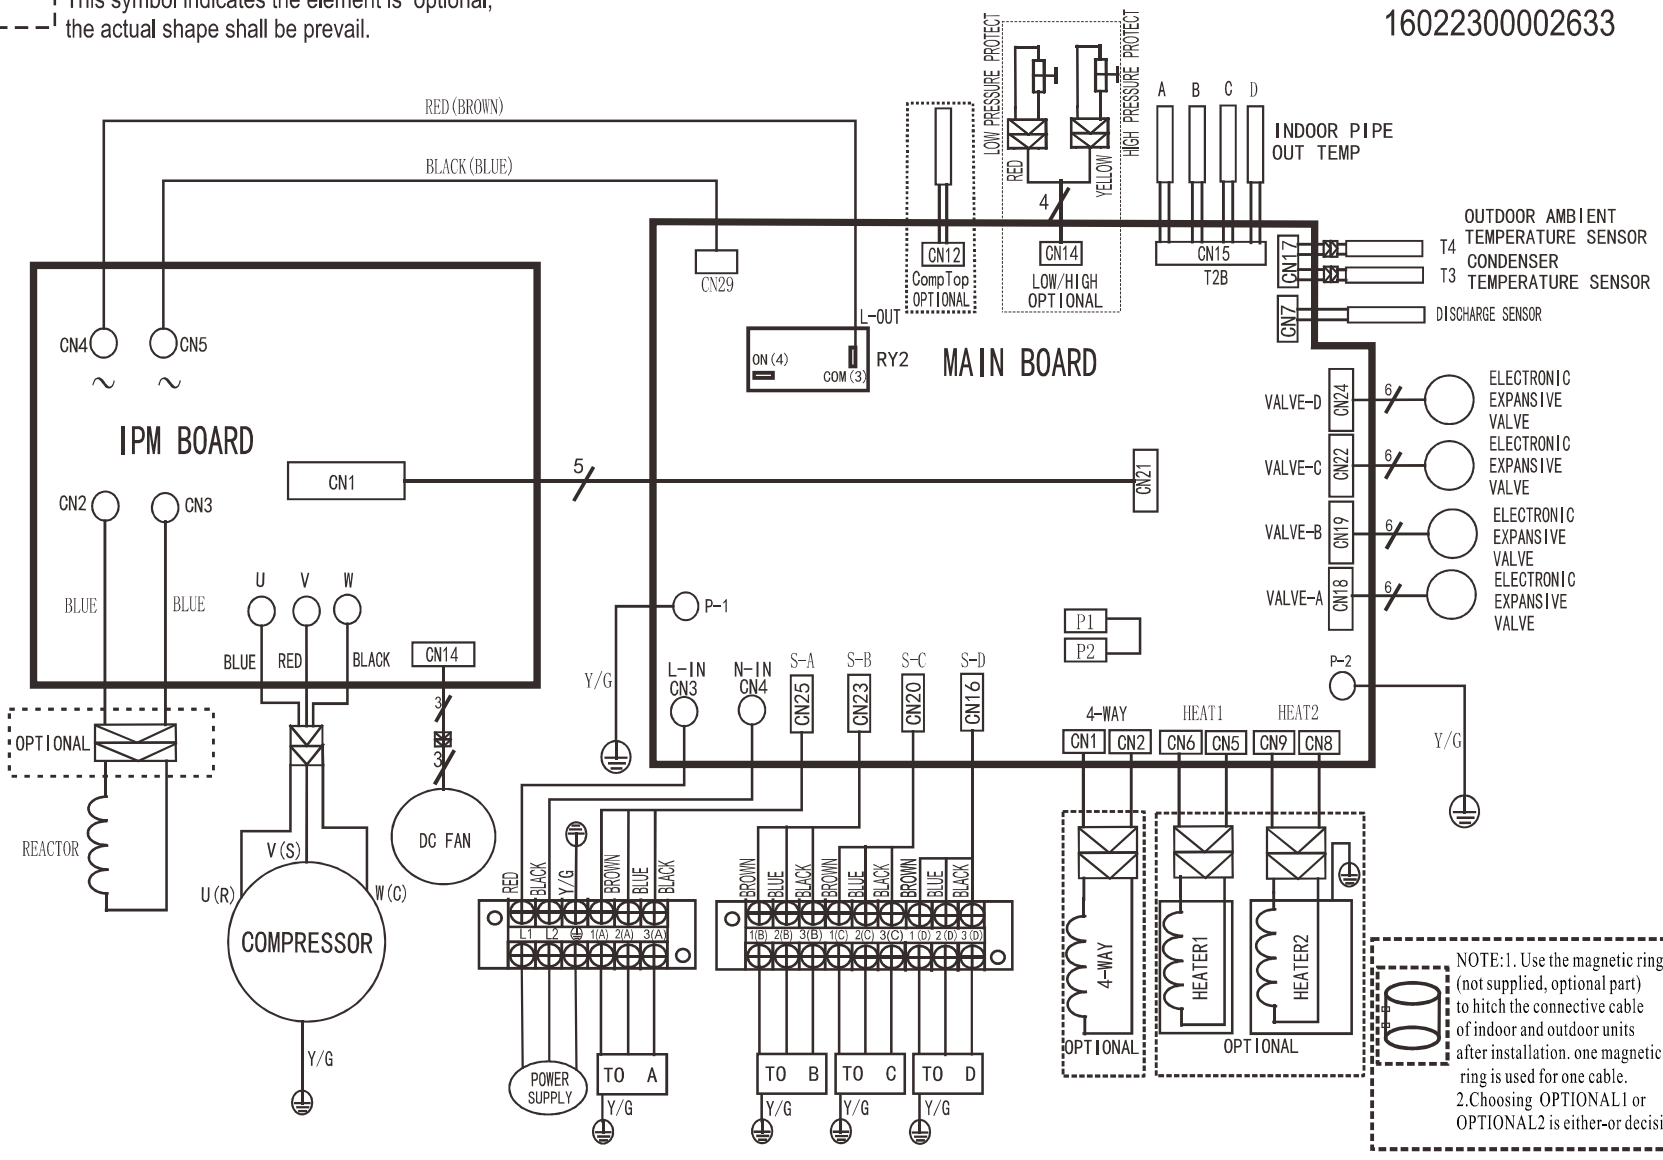 This symbol indicates the element is optional,
the actual shape shall be prevail.
16022300002633
RED(BROWN)
BLACK(BLUE)
LOW PRESSURE PROTECT
HIGH PRESSURE PROTECT
RED
YELLOW
4
A B C D
INDOOR PIPE
OUT TEMP
CN29
CN12
CompTop
OPTIONAL
CN14
LOW/HIGH
OPTIONAL
CN15
T2B
CN17
T4
OUTDOOR AMBIENT
TEMPERATURE SENSOR
T3
CONDENSER
TEMPERATURE SENSOR
CN7
DISCHARGE SENSOR
CN4
CN5
IPM BOARD
L-OUT
ON(4)
COM(3)
RY2
MAIN BOARD
VALVE-D
CN24
6
ELECTRONIC
EXPANSIVE
VALVE
VALVE-C
CN22
6
ELECTRONIC
EXPANSIVE
VALVE
VALVE-B
CN19
6
ELECTRONIC
EXPANSIVE
VALVE
VALVE-A
CN18
6
ELECTRONIC
EXPANSIVE
VALVE
CN1
5
CN21
CN2
CN3
BLUE
BLUE
U V W
BLUE RED BLACK
CN14
3
3
DC FAN
P-1
Y/G
P1
P2
P-2
Y/G
L-IN
CN3
N-IN
CN4
S-A
CN25
S-B
CN23
S-C
CN20
S-D
CN16
4-WAY
CN1 CN2
HEAT1
CN6 CN5
HEAT2
CN9 CN8
OPTIONAL
REACTOR
V(S)
U(R)
W(C)
COMPRESSOR
Y/G
RED
BLACK
Y/G
BROWN
BLUE
BLACK
L1 L2 1(A) 2(A) 3(A)
BROWN
BLUE
BLACK
BROWN
BLUE
BLACK
BROWN
BLUE
BLACK
1(B) 2(B) 3(B) 1(C) 2(C) 3(C) 1(D) 2(D) 3(D)
POWER
SUPPLY
TO A
Y/G
TO B
Y/G
TO C
Y/G
TO D
Y/G
4-WAY
OPTIONAL
HEATER1
HEATER2
OPTIONAL
NOTE:1. Use the magnetic ring
(not supplied, optional part)
to hitch the connective cable
of indoor and outdoor units
after installation. one magnetic
ring is used for one cable.
2.Choosing OPTIONAL1 or
OPTIONAL2 is either-or decisi